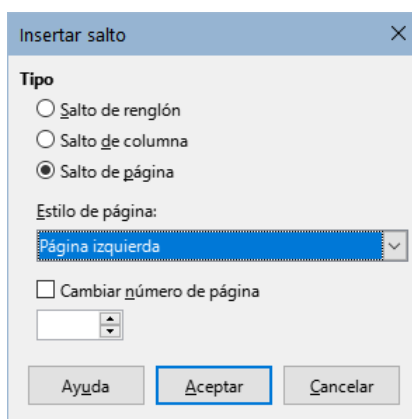 Insertar salto
Tipo
Salto de renglón
Salto de columna
Salto de página
Estilo de página:
Página izquierda
Cambiar número de página
Ayuda Aceptar Cancelar